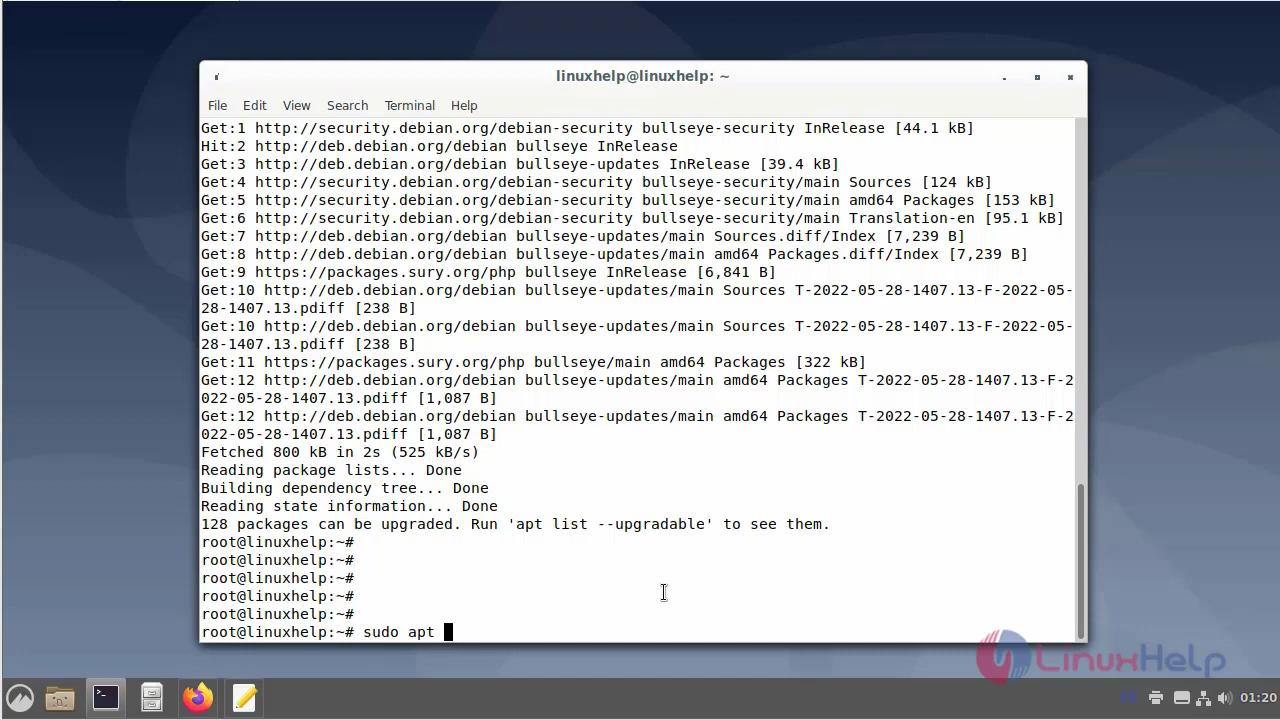 linuxhelp@linuxhelp: ~
File Edit View Search Terminal Help
Get:1 http://security.debian.org/debian-security bullseye-security InRelease [44.1 kB]
Hit:2 http://deb.debian.org/debian bullseye InRelease
Get:3 http://deb.debian.org/debian bullseye-updates InRelease [39.4 kB]
Get:4 http://security.debian.org/debian-security bullseye-security/main Sources [124 kB]
Get:5 http://security.debian.org/debian-security bullseye-security/main amd64 Packages [153 kB]
Get:6 http://security.debian.org/debian-security bullseye-security/main Translation-en [95.1 kB]
Get:7 http://deb.debian.org/debian bullseye-updates/main Sources.diff/Index [7,239 B]
Get:8 http://deb.debian.org/debian bullseye-updates/main amd64 Packages.diff/Index [7,239 B]
Get:9 https://packages.sury.org/php bullseye InRelease [6,841 B]
Get:10 http://deb.debian.org/debian bullseye-updates/main Sources T-2022-05-28-1407.13-F-2022-05-
28-1407.13.pdiff [238 B]
Get:10 http://deb.debian.org/debian bullseye-updates/main Sources T-2022-05-28-1407.13-F-2022-05-
28-1407.13.pdiff [238 B]
Get:11 https://packages.sury.org/php bullseye/main amd64 Packages [322 kB]
Get:12 http://deb.debian.org/debian bullseye-updates/main amd64 Packages T-2022-05-28-1407.13-F-2
022-05-28-1407.13.pdiff [1,087 B]
Get:12 http://deb.debian.org/debian bullseye-updates/main amd64 Packages T-2022-05-28-1407.13-F-2
022-05-28-1407.13.pdiff [1,087 B]
Fetched 800 kB in 2s (525 kB/s)
Reading package lists... Done
Building dependency tree... Done
Reading state information... Done
128 packages can be upgraded. Run 'apt list --upgradable' to see them.
root@linuxhelp:~#
root@linuxhelp:~#
root@linuxhelp:~#
root@linuxhelp:~#
root@linuxhelp:~#
root@linuxhelp:~# sudo apt
LinuxHelp
01:20